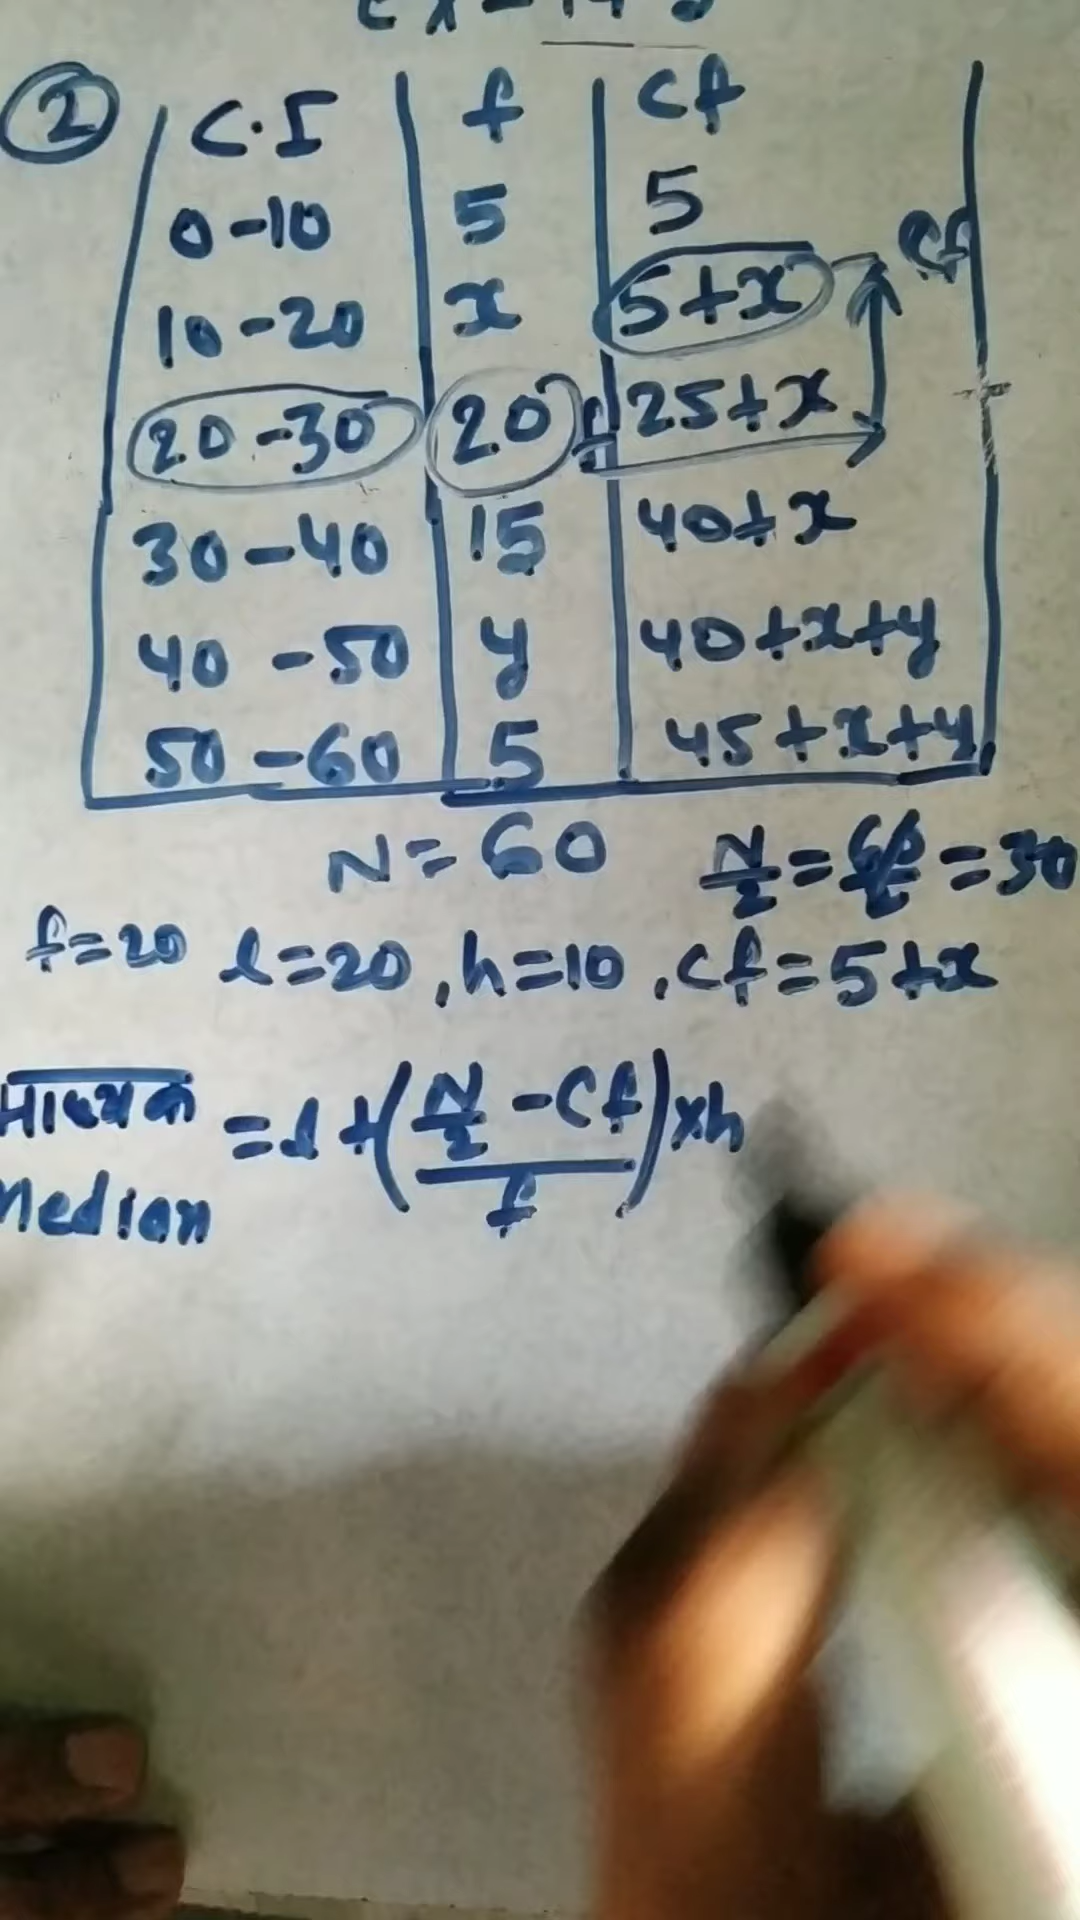 2 C.I f cf
0-10 5 5
10-20 x 5+x cf
20-30 20 f 25+x
30-40 15 40+x
40-50 y 40+x+y
50-60 5 45+x+y
N=60 N/2=60/2=30
f=20 l=20, h=10, cf=5+x
माध्यक =l+(N/2-cf/f)×h
Median